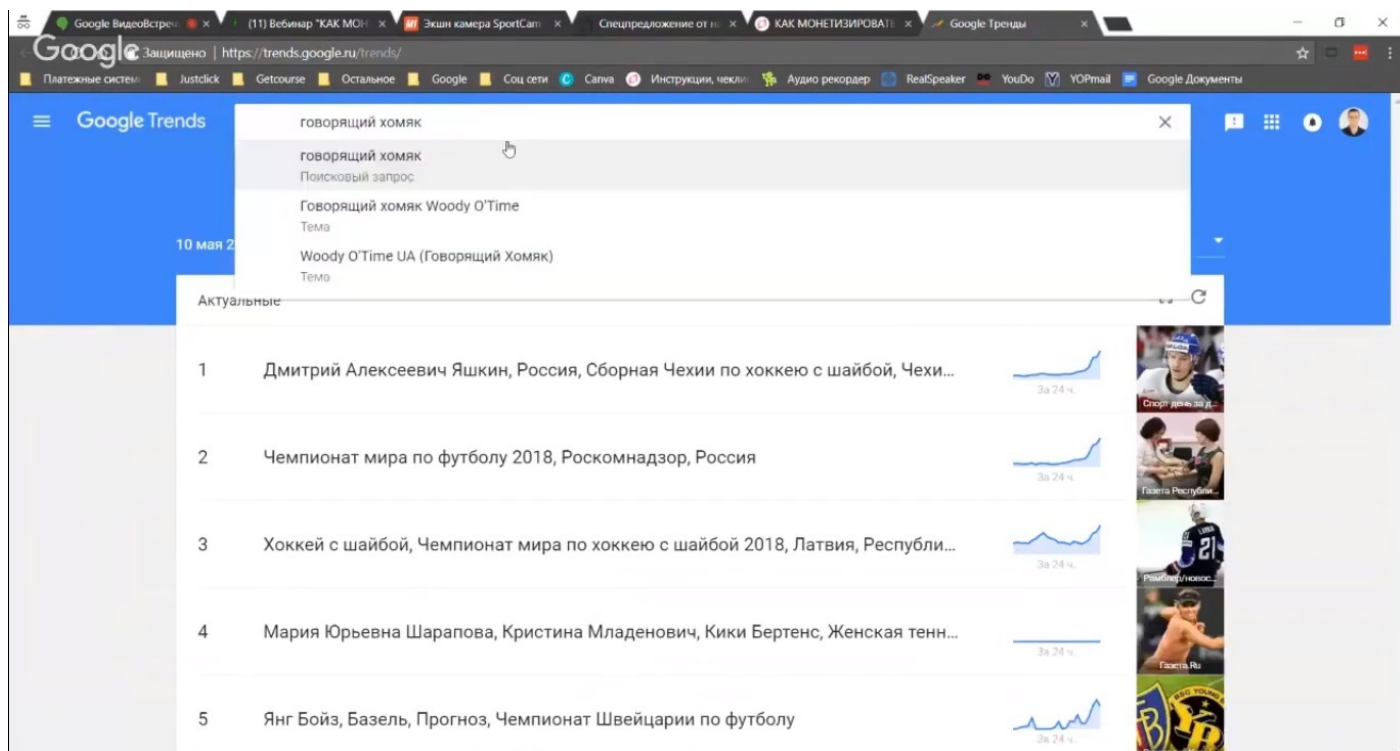 Google ВидеоВстреч
(11) Вебинар "КАК МОН
Экшн камера SportCam
Спецпредложение от н
КАК МОНЕТИЗИРОВАТЬ
Google Тренды
Google
Защищено | https://trends.google.ru/trends/
Платежные систем Justclick Getcourse Остальное Google Соц сети Canva Инструкции, чекли Аудио рекордер RealSpeaker YouDo YOPmail Google Документы
Google Trends
говорящий хомяк
говорящий хомяк
Поисковый запрос
Говорящий хомяк Woody O'Time
Тема
Woody O'Time UA (Говорящий Хомяк)
Тема
10 мая 2
Актуальные
1 Дмитрий Алексеевич Яшкин, Россия, Сборная Чехии по хоккею с шайбой, Чехи...
За 24 ч.
Спорт день за д...
2 Чемпионат мира по футболу 2018, Роскомнадзор, Россия
За 24 ч.
Газета Республи...
3 Хоккей с шайбой, Чемпионат мира по хоккею с шайбой 2018, Латвия, Республи...
За 24 ч.
21
Рамблер/новос...
4 Мария Юрьевна Шарапова, Кристина Младенович, Кики Бертенс, Женская тенн...
За 24 ч.
Газета.Ru
5 Янг Бойз, Базель, Прогноз, Чемпионат Швейцарии по футболу
За 24 ч.